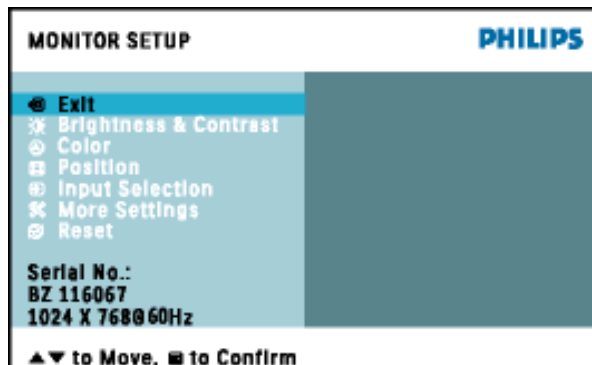 MONITOR SETUP PHILIPS
Exit
Brightness & Contrast
Color
Position
Input Selection
More Settings
Reset
Serial No.:
BZ 116067
1024 X 768@60Hz
▲▼ to Move, to Confirm